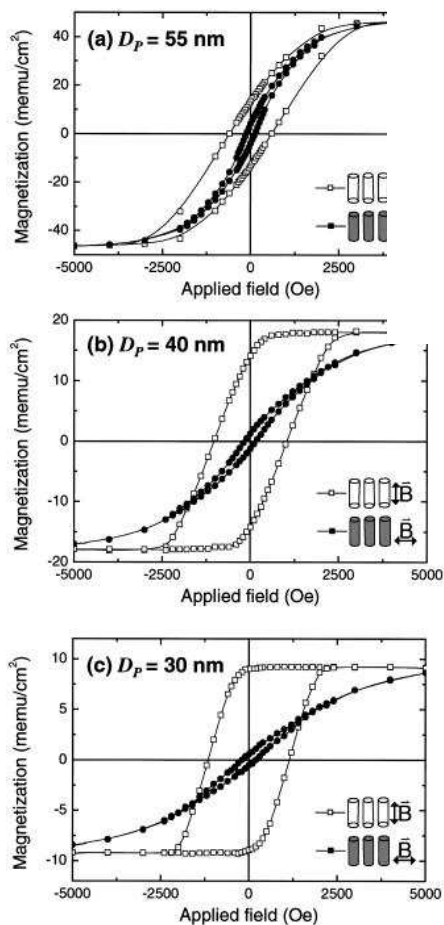 (a) D_P = 55 nm
Magnetization (memu/cm²)
40
20
0
-20
-40
-5000 -2500 0 2500
Applied field (Oe)
(b) D_P = 40 nm
Magnetization (memu/cm²)
20
10
0
-10
-20
B⃗
B⃗
-5000 -2500 0 2500 5000
Applied field (Oe)
(c) D_P = 30 nm
Magnetization (memu/cm²)
10
5
0
-5
-10
B⃗
B⃗
-5000 -2500 0 2500 5000
Applied field (Oe)